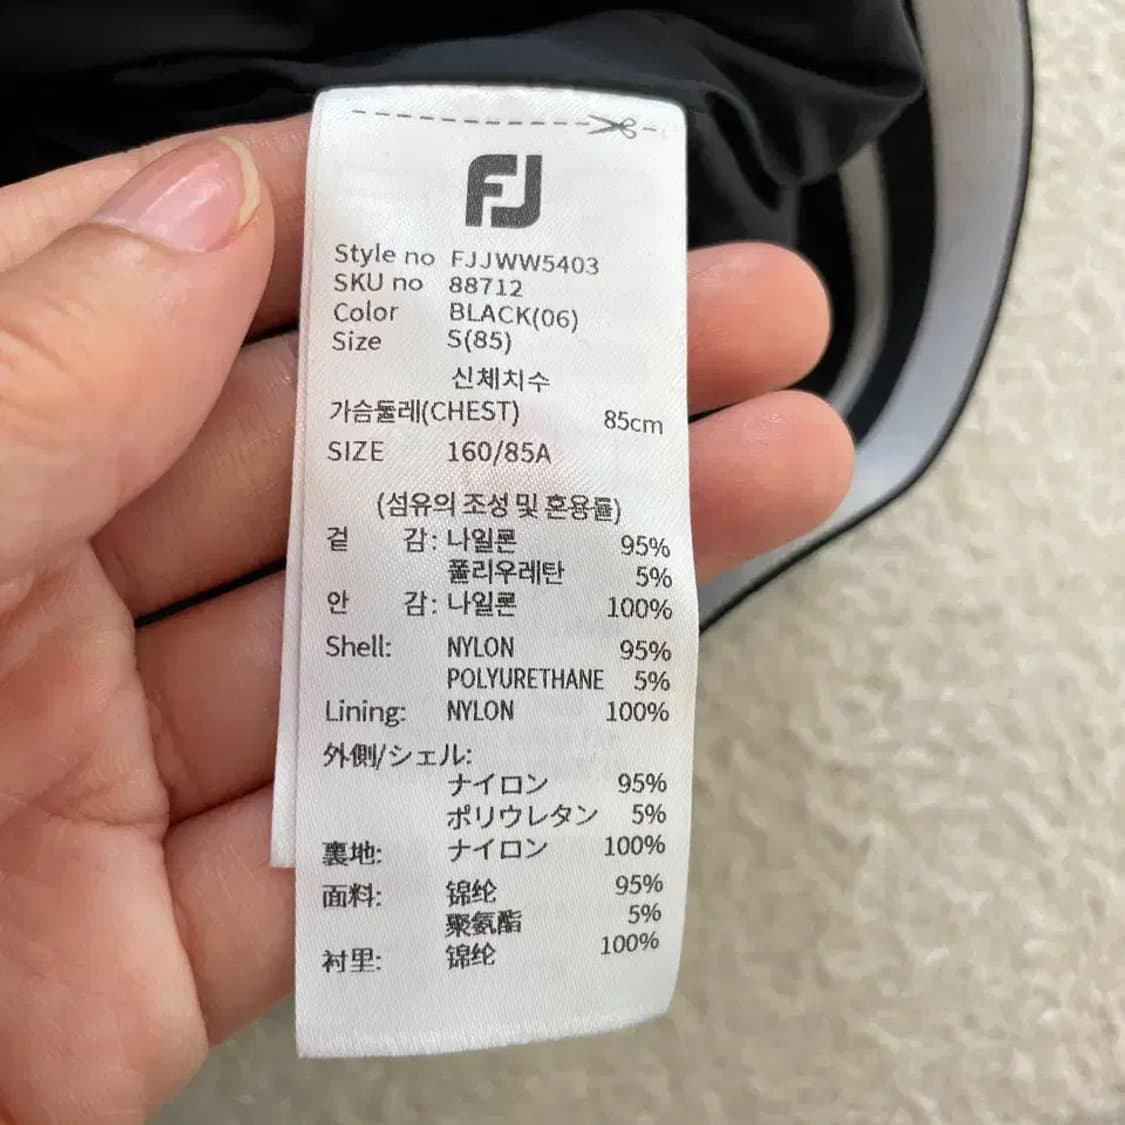 FJ
Style no FJJWW5403
SKU no 88712
Color BLACK(06)
Size S(85)
신체치수
가슴둘레(CHEST) 85cm
SIZE 160/85A
(섬유의 조성 및 혼용률)
겉 감: 나일론 95%
폴리우레탄 5%
안 감: 나일론 100%
Shell: NYLON 95%
POLYURETHANE 5%
Lining: NYLON 100%
外側/シェル:
ナイロン 95%
ポリウレタン 5%
裏地: ナイロン 100%
面料: 锦纶 95%
聚氨酯 5%
衬里: 锦纶 100%